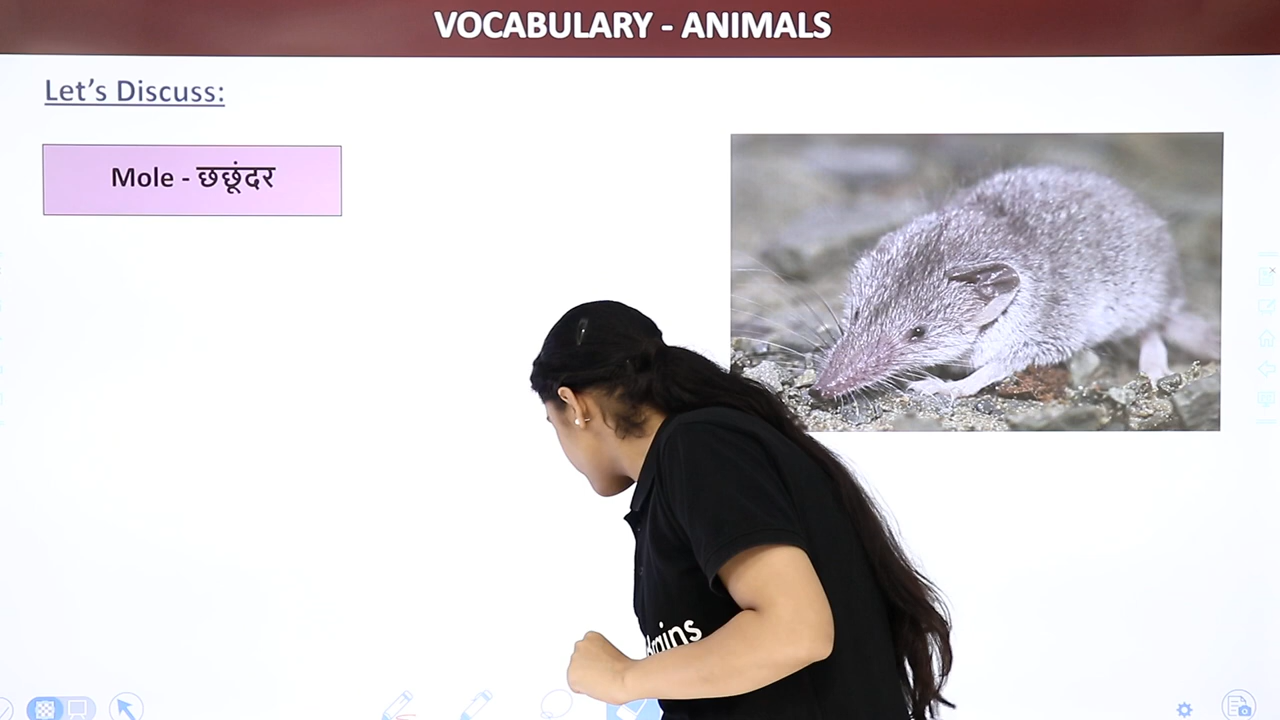 VOCABULARY - ANIMALS
Let's Discuss:
Mole - छछूंदर